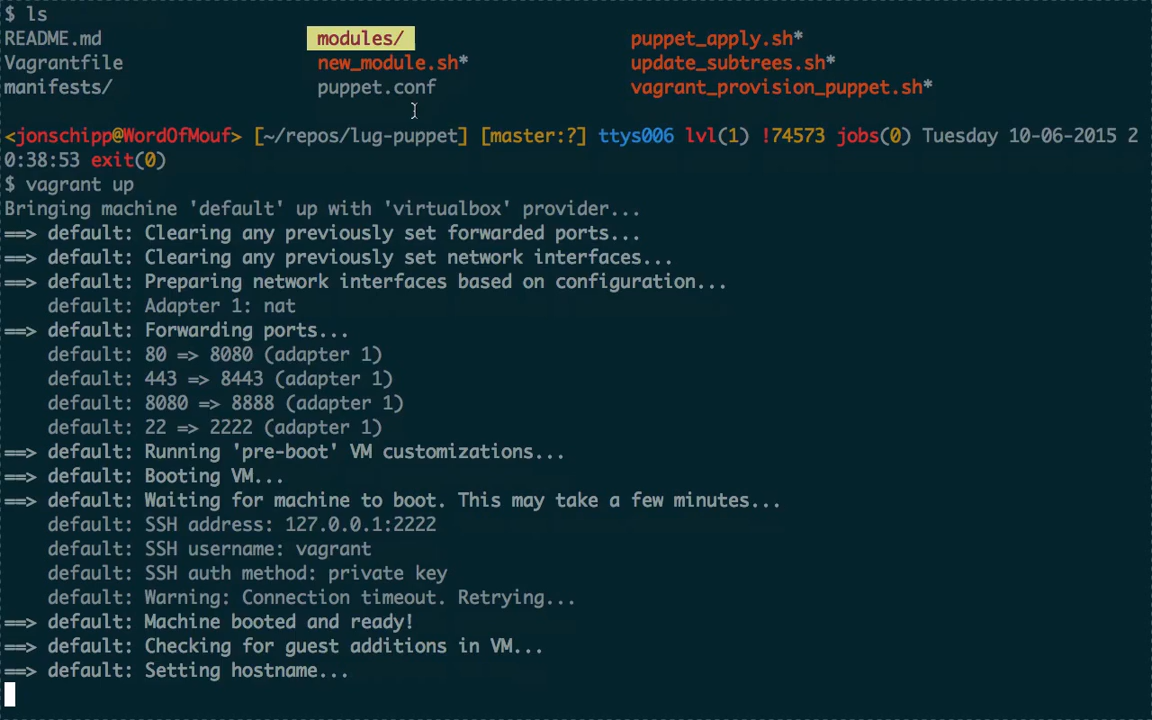 $ ls
README.md modules/ puppet_apply.sh*
Vagrantfile new_module.sh* update_subtrees.sh*
manifests/ puppet.conf vagrant_provision_puppet.sh*
<jonschipp@WordOfMouf> [~/repos/lug-puppet] [master:?] ttys006 lvl(1) !74573 jobs(0) Tuesday 10-06-2015 2
0:38:53 exit(0)
$ vagrant up
Bringing machine 'default' up with 'virtualbox' provider...
==> default: Clearing any previously set forwarded ports...
==> default: Clearing any previously set network interfaces...
==> default: Preparing network interfaces based on configuration...
default: Adapter 1: nat
==> default: Forwarding ports...
default: 80 => 8080 (adapter 1)
default: 443 => 8443 (adapter 1)
default: 8080 => 8888 (adapter 1)
default: 22 => 2222 (adapter 1)
==> default: Running 'pre-boot' VM customizations...
==> default: Booting VM...
==> default: Waiting for machine to boot. This may take a few minutes...
default: SSH address: 127.0.0.1:2222
default: SSH username: vagrant
default: SSH auth method: private key
default: Warning: Connection timeout. Retrying...
==> default: Machine booted and ready!
==> default: Checking for guest additions in VM...
==> default: Setting hostname...